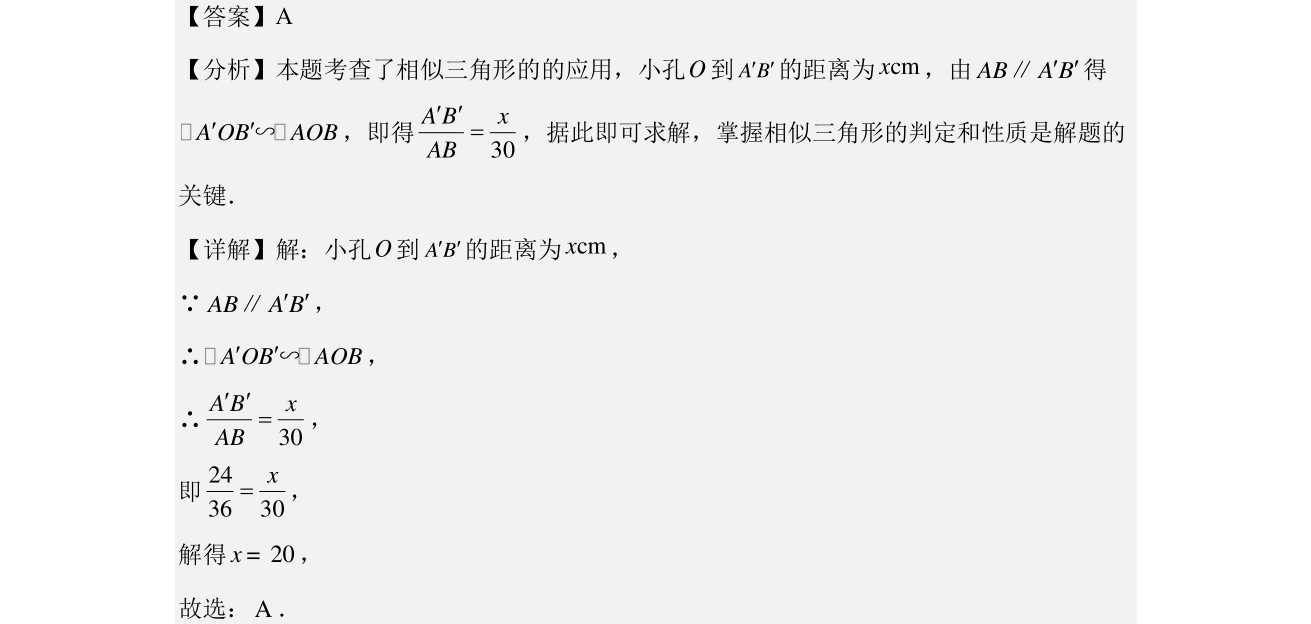 【答案】A
【分析】本题考查了相似三角形的的应用，小孔O到A′B′的距离为xcm，由AB∥A′B′得
□A′OB′∽□AOB，即得A′B′/AB=x/30，据此即可求解，掌握相似三角形的判定和性质是解题的
关键．
【详解】解：小孔O到A′B′的距离为xcm，
∵AB∥A′B′，
∴□A′OB′∽□AOB，
∴A′B′/AB=x/30，
即24/36=x/30，
解得x= 20，
故选：A．